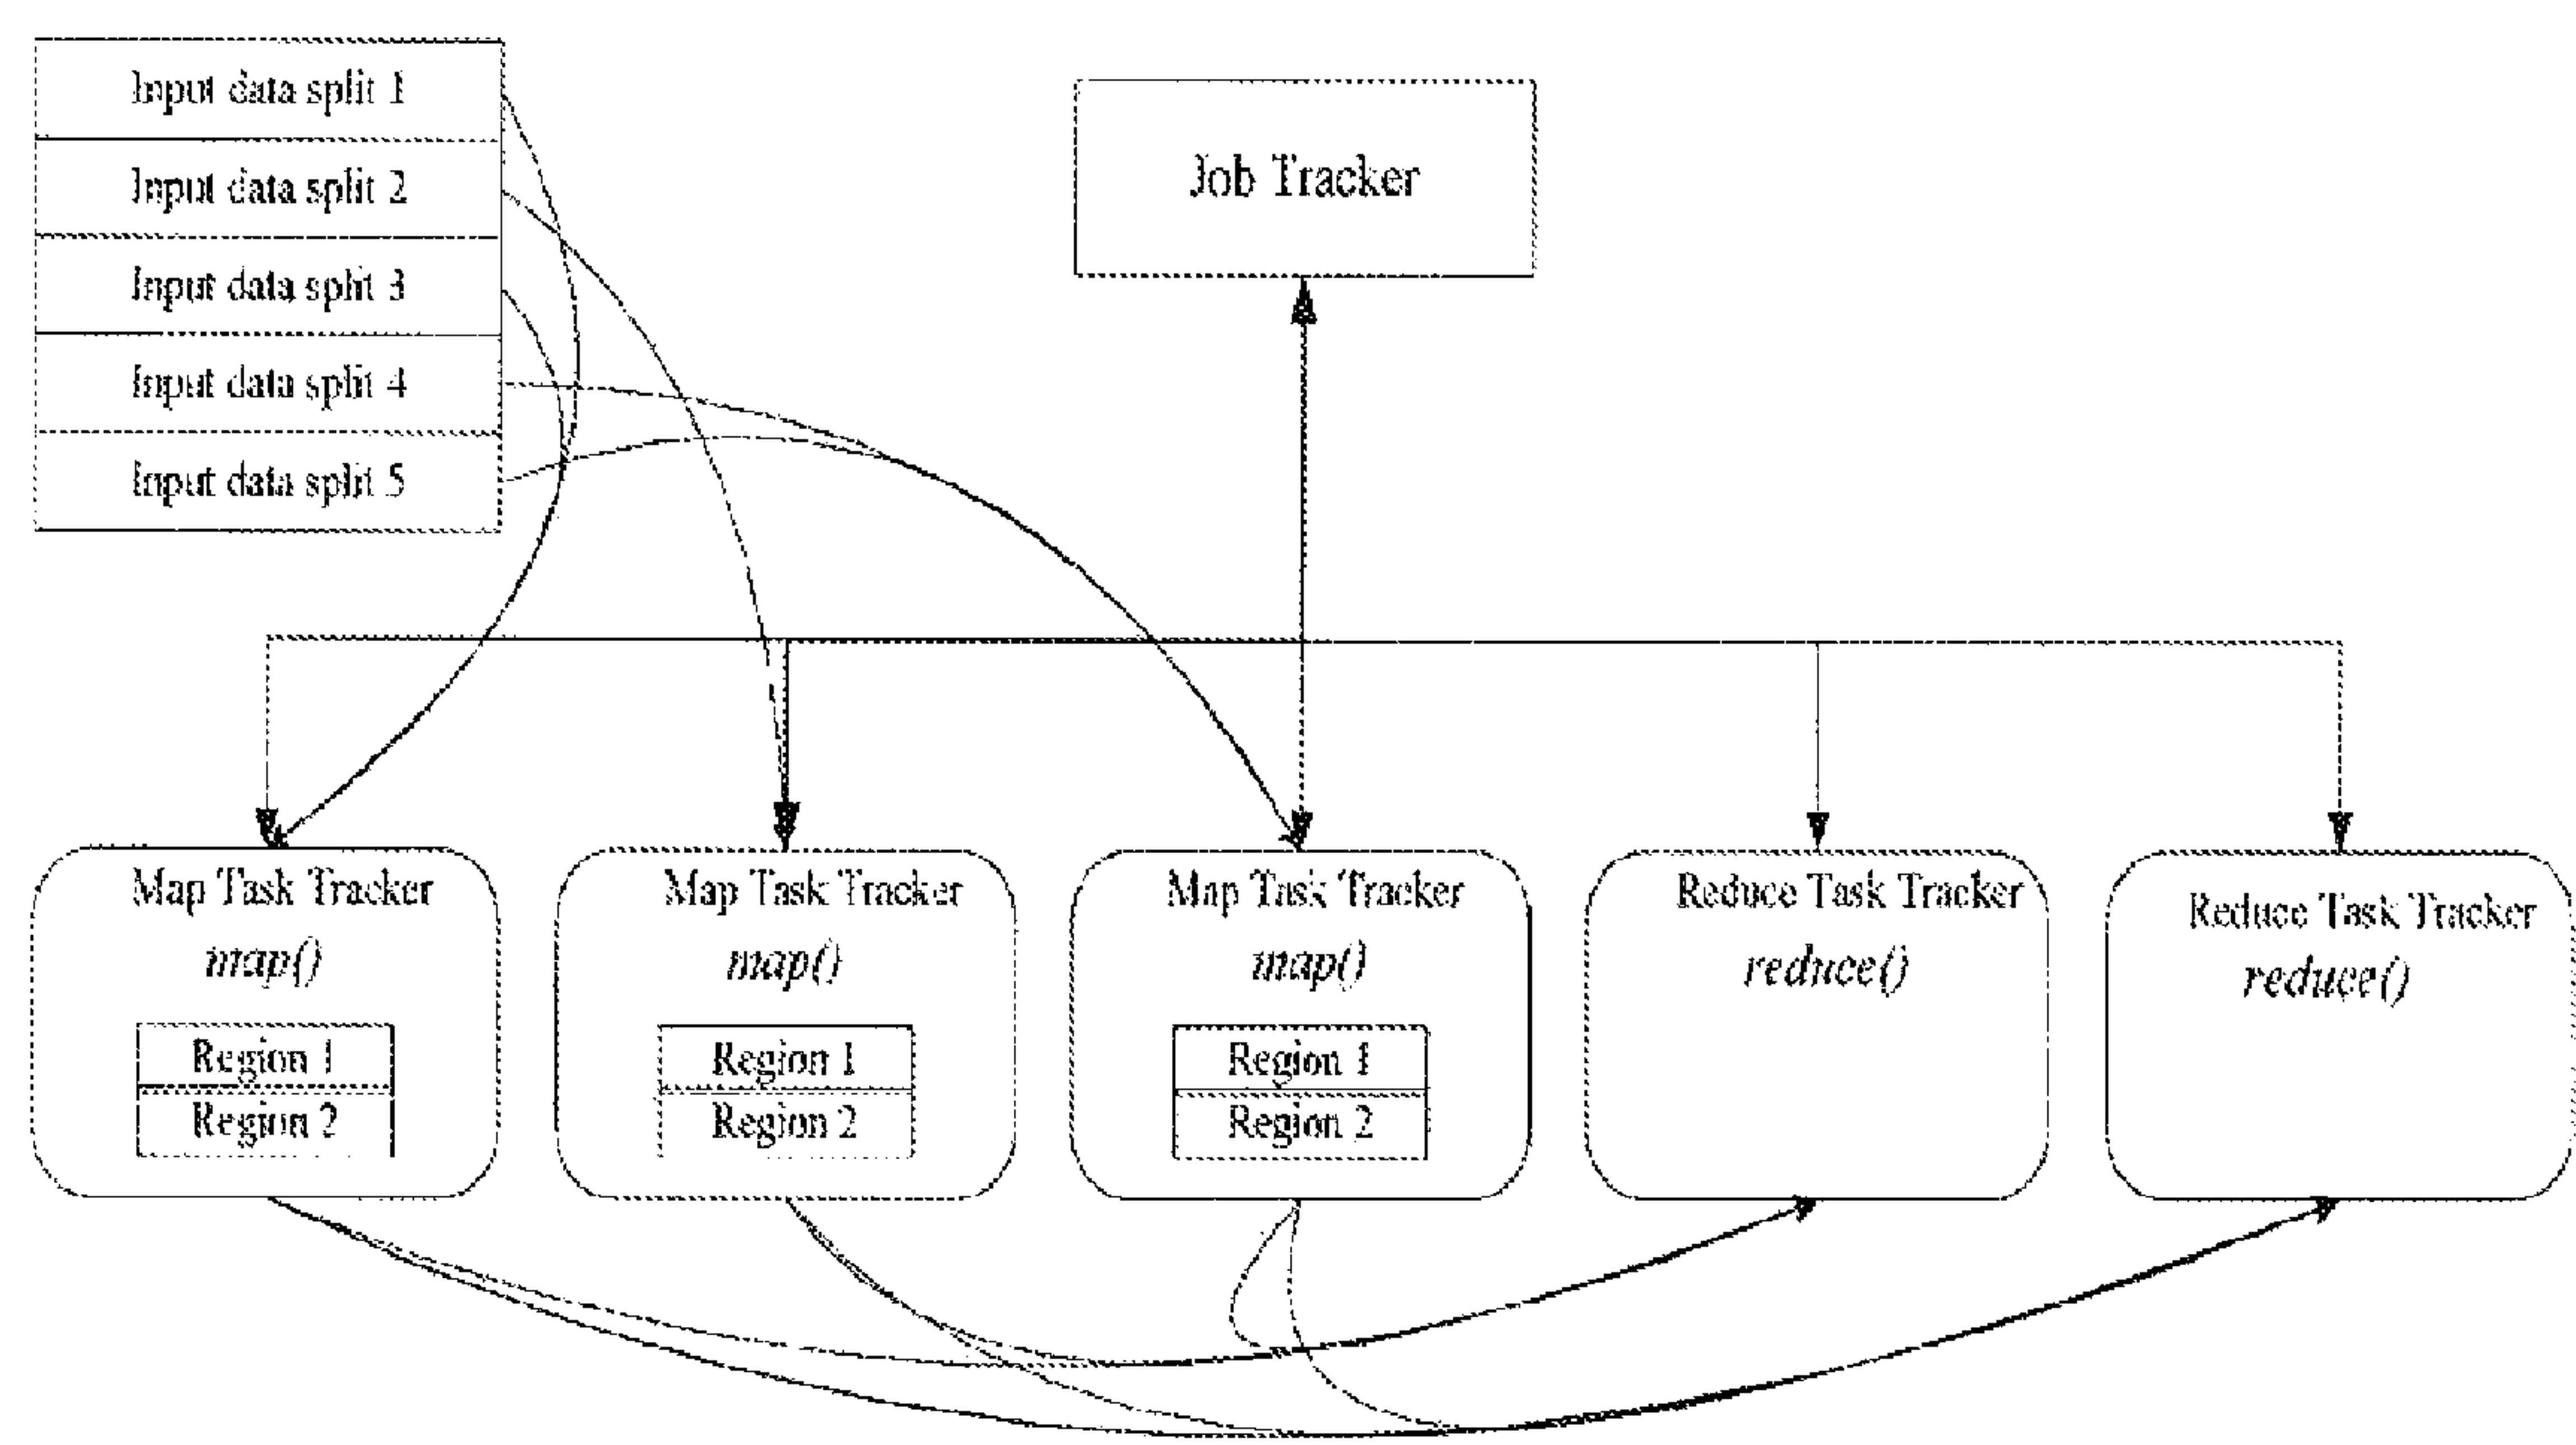 Input data split 1
Input data split 2
Input data split 3
Input data split 4
Input data split 5
Job Tracker
Map Task Tracker
map()
Region 1
Region 2
Map Task Tracker
map()
Region 1
Region 2
Map Task Tracker
map()
Region 1
Region 2
Reduce Task Tracker
reduce()
Reduce Task Tracker
reduce()